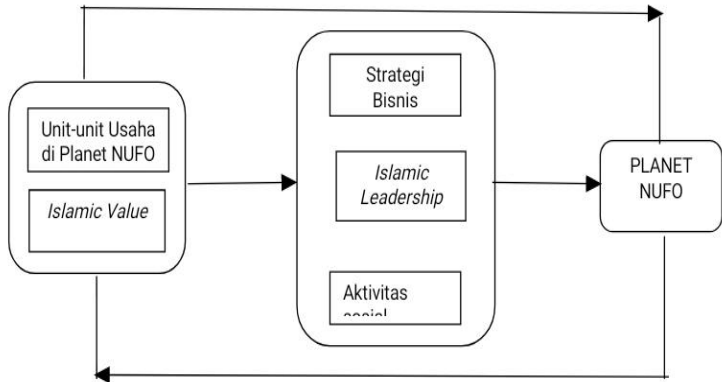 Strategi
Bisnis
Unit-unit Usaha
di Planet NUFO
Islamic Value
Islamic
Leadership
PLANET
NUFO
Aktivitas